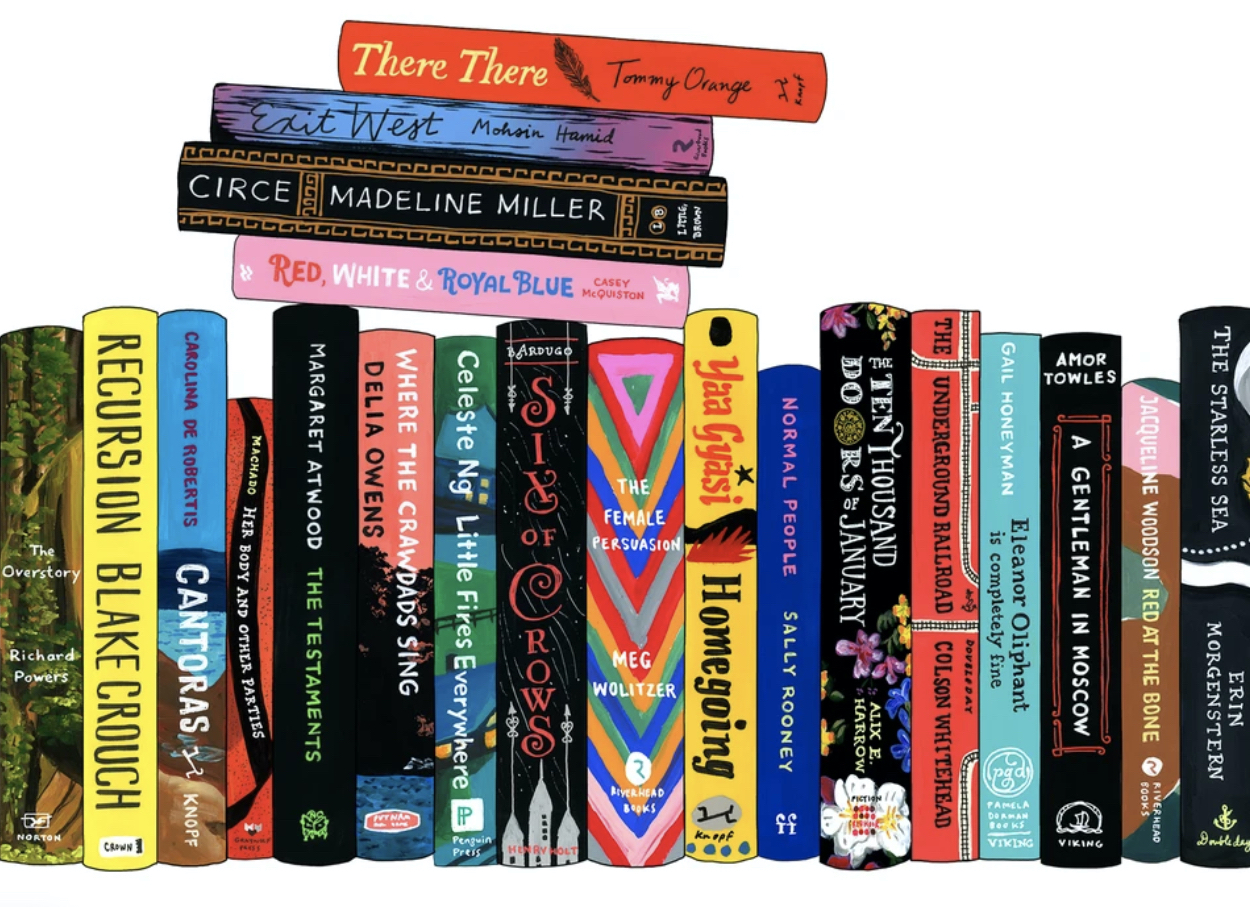 There There Tommy Orange Knopf
Exit West Mohsin Hamid Riverhead Books
CIRCE MADELINE MILLER LITTLE, BROWN
RED, WHITE & ROYAL BLUE CASEY McQUISTON
The
Overstory
Richard
Powers
NORTON
RECURSION BLAKE CROUCH
CROWN
CAROLINA DE ROBERTIS
CANTORAS
KNOPF
MACHADO HER BODY AND OTHER PARTIES
GRAYWOLF
PRESS
MARGARET ATWOOD THE TESTAMENTS
WHERE THE CRAWDADS SING
DELIA OWENS
PUTNAM
Celeste Ng Little Fires Everywhere
Penguin
Press
BARDUGO
SIX
OF
CROWS
HENRY HOLT
THE
FEMALE
PERSUASION
MEG
WOLITZER
RIVERHEAD
BOOKS
Yaa Gyasi
Homegoing
Knopf
NORMAL PEOPLE SALLY ROONEY
THE TEN THOUSAND
DOORS OF JANUARY
ALIX E.
HARROW
THE UNDERGROUND RAILROAD
COLSON WHITEHEAD
DOUBLEDAY
GAIL HONEYMAN
Eleanor Oliphant
is completely fine
pgd
PAMELA
DORMAN
BOOKS
VIKING
AMOR
TOWLES
A GENTLEMAN IN MOSCOW
VIKING
JACQUELINE WOODSON RED AT THE BONE
RIVERHEAD
BOOKS
THE STARLESS SEA
ERIN
MORGENSTERN
Doubleday